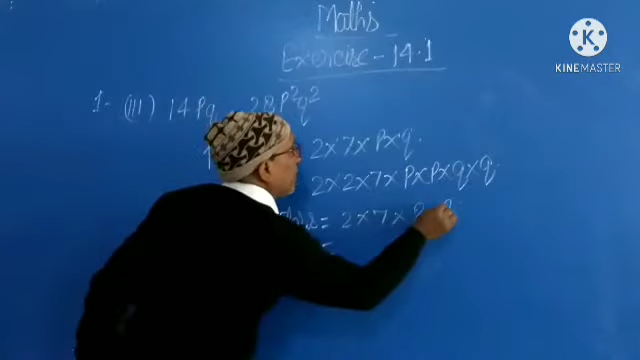 Maths
Exercise - 14.1
1- (III) 14 Pq 28 P²q²
2 × 7 × P × q.
2 × 2 × 7 × P × P × q × q
= 2 × 7 × P
=
K
KINEMASTER